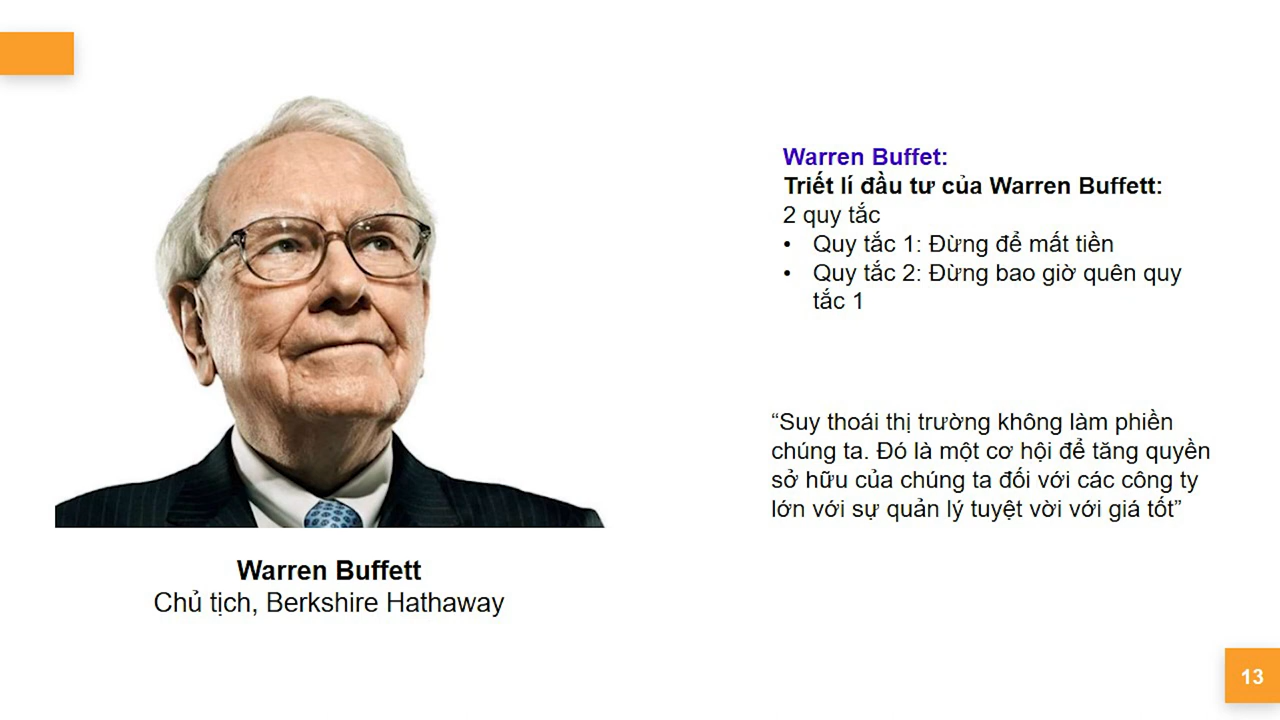 Warren Buffet:
Triết lí đầu tư của Warren Buffett:
2 quy tắc
• Quy tắc 1: Đừng để mất tiền
• Quy tắc 2: Đừng bao giờ quên quy
tắc 1
“Suy thoái thị trường không làm phiền
chúng ta. Đó là một cơ hội để tăng quyền
sở hữu của chúng ta đối với các công ty
lớn với sự quản lý tuyệt vời với giá tốt”
Warren Buffett
Chủ tịch, Berkshire Hathaway
13